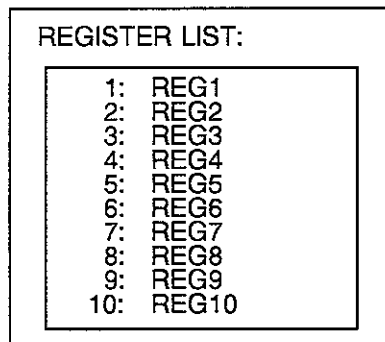 REGISTER LIST:
1: REG1
2: REG2
3: REG3
4: REG4
5: REG5
6: REG6
7: REG7
8: REG8
9: REG9
10: REG10